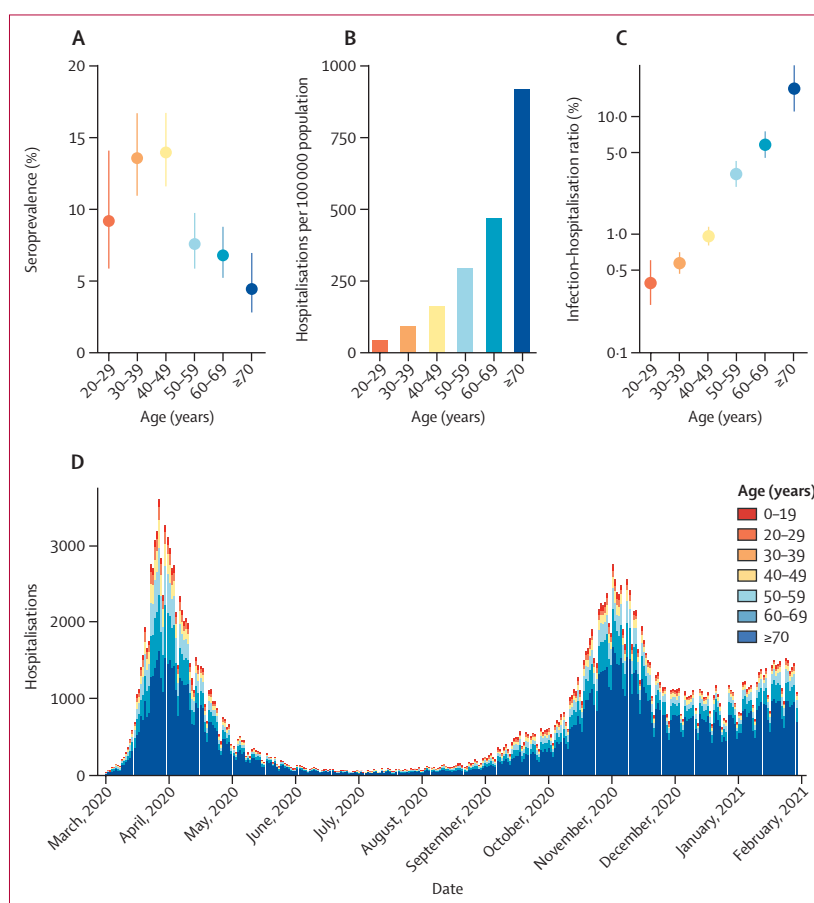 A
B
C
Seroprevalence (%)
20
15
10
5
0
20–29
30–39
40–49
50–59
60–69
≥70
Age (years)
Hospitalisations per 100 000 population
1000
750
500
250
0
20–29
30–39
40–49
50–59
60–69
≥70
Age (years)
Infection–hospitalisation ratio (%)
10·0
5·0
1·0
0·5
0·1
20–29
30–39
40–49
50–59
60–69
≥70
Age (years)
D
Hospitalisations
3000
2000
1000
0
Age (years)
0–19
20–29
30–39
40–49
50–59
60–69
≥70
March, 2020
April, 2020
May, 2020
June, 2020
July, 2020
August, 2020
September, 2020
October, 2020
November, 2020
December, 2020
January, 2021
February, 2021
Date